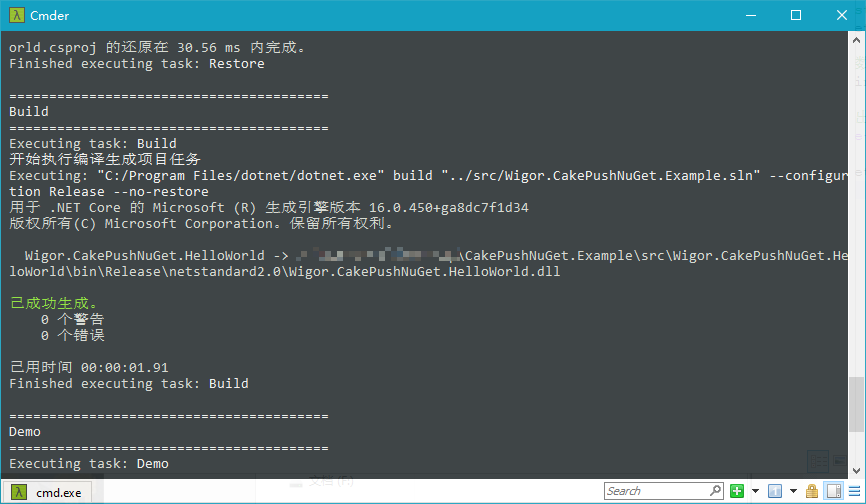 Cmder
orld.csproj 的还原在 30.56 ms 内完成。
Finished executing task: Restore
========================================
Build
========================================
Executing task: Build
开始执行编译生成项目任务
Executing: "C:/Program Files/dotnet/dotnet.exe" build "../src/Wigor.CakePushNuGet.Example.sln" --configur
tion Release --no-restore
用于 .NET Core 的 Microsoft (R) 生成引擎版本 16.0.450+ga8dc7f1d34
版权所有(C) Microsoft Corporation。保留所有权利。
Wigor.CakePushNuGet.HelloWorld -> \CakePushNuGet.Example\src\Wigor.CakePushNuGet.He
loWorld\bin\Release\netstandard2.0\Wigor.CakePushNuGet.HelloWorld.dll
已成功生成。
0 个警告
0 个错误
已用时间 00:00:01.91
Finished executing task: Build
========================================
Demo
========================================
Executing task: Demo
cmd.exe
Search